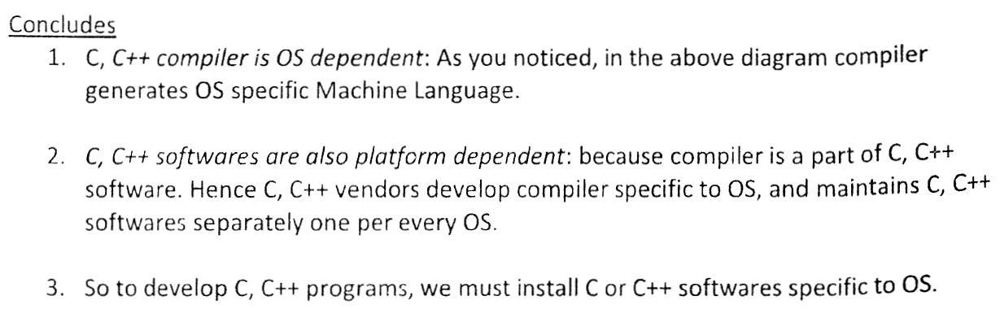 Concludes
1. C, C++ compiler is OS dependent: As you noticed, in the above diagram compiler
generates OS specific Machine Language.
2. C, C++ softwares are also platform dependent: because compiler is a part of C, C++
software. Hence C, C++ vendors develop compiler specific to OS, and maintains C, C++
softwares separately one per every OS.
3. So to develop C, C++ programs, we must install C or C++ softwares specific to OS.